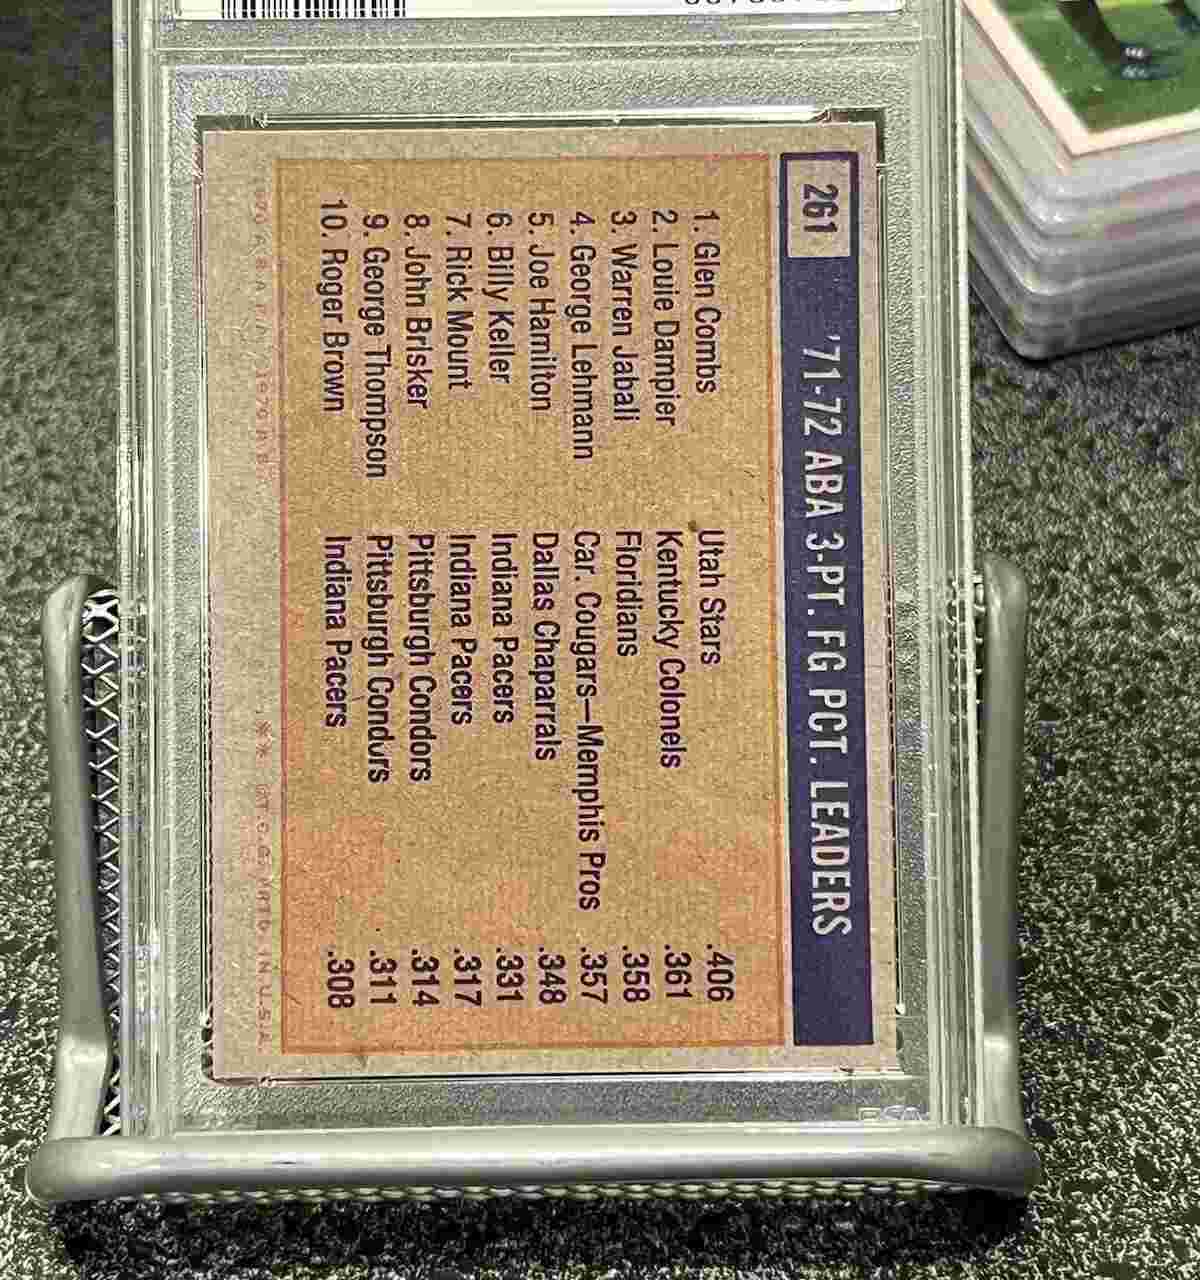 261 '71-72 ABA 3-PT. FG PCT. LEADERS
1. Glen Combs Utah Stars .406
2. Louie Dampier Kentucky Colonels .361
3. Warren Jabali Floridians .358
4. George Lehmann Car. Cougars—Memphis Pros .357
5. Joe Hamilton Dallas Chaparrals .348
6. Billy Keller Indiana Pacers .331
7. Rick Mount Indiana Pacers .317
8. John Brisker Pittsburgh Condors .314
9. George Thompson Pittsburgh Condors .311
10. Roger Brown Indiana Pacers .308
** © T.C.G. PRTD. IN U.S.A.
PSA